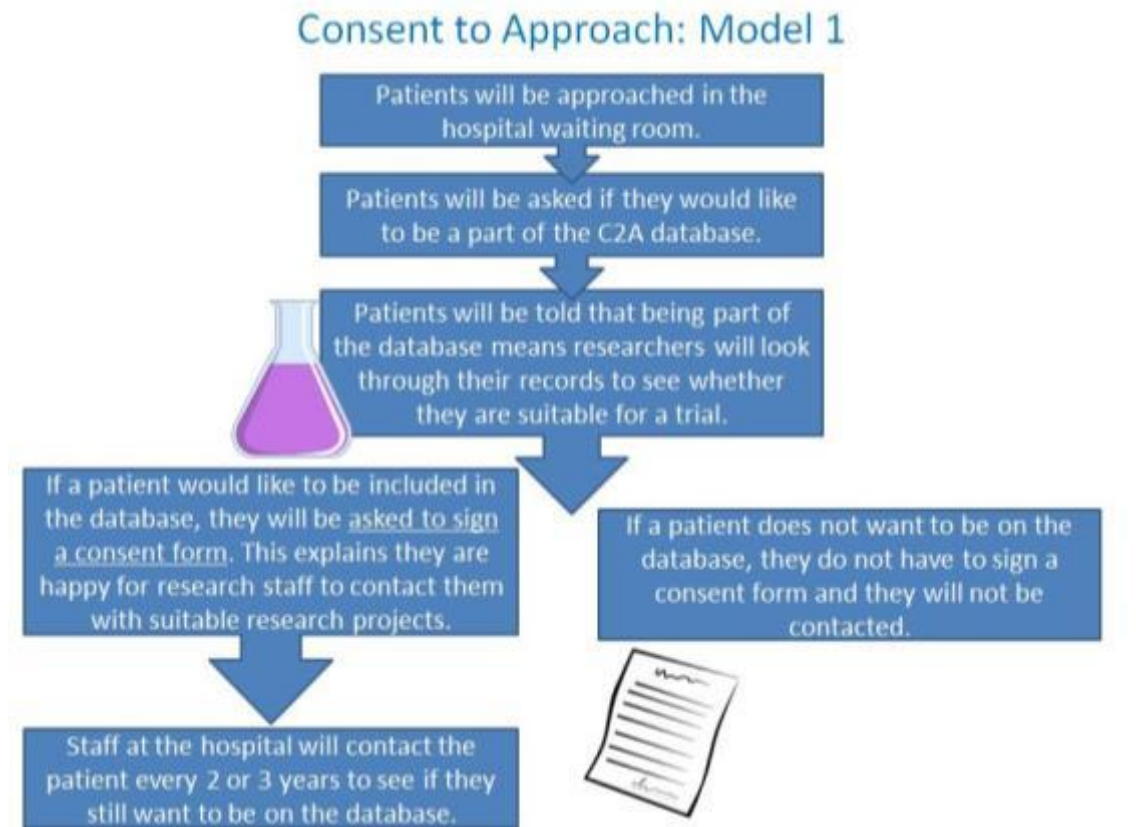 Consent to Approach: Model 1
Patients will be approached in the
hospital waiting room.
Patients will be asked if they would like
to be a part of the C2A database.
Patients will be told that being part of
the database means researchers will look
through their records to see whether
they are suitable for a trial.
If a patient would like to be included in
the database, they will be asked to sign
a consent form. This explains they are
happy for research staff to contact them
with suitable research projects.
If a patient does not want to be on the
database, they do not have to sign a
consent form and they will not be
contacted.
Staff at the hospital will contact the
patient every 2 or 3 years to see if they
still want to be on the database.